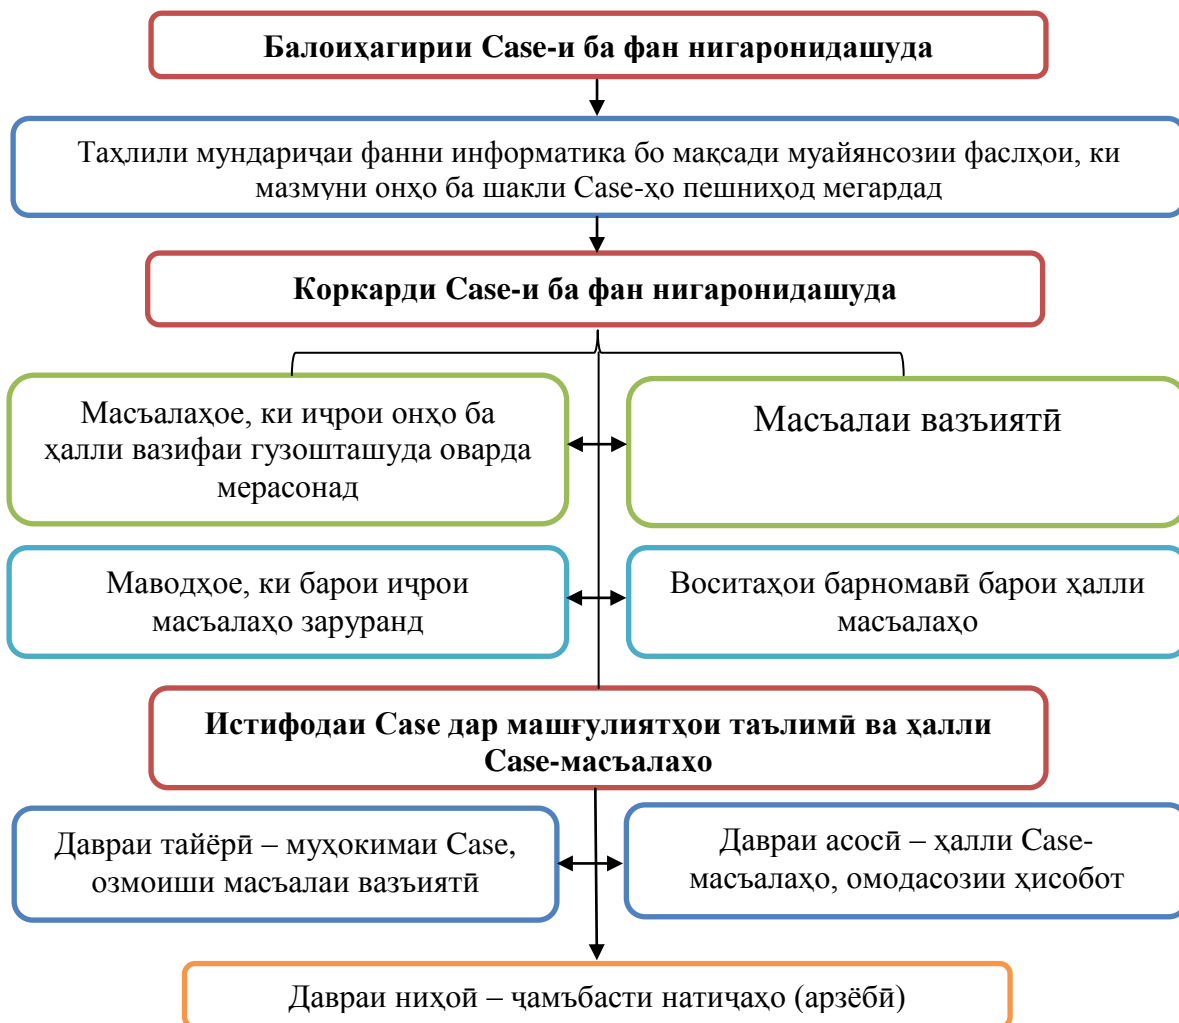 Балоиҳагирии Case-и ба фан нигаронидашуда
Таҳлили мундариҷаи фанни информатика бо мақсади муайянсозии фаслҳои, ки
мазмуни онҳо ба шакли Case-ҳо пешниҳод мегардад
Коркарди Case-и ба фан нигаронидашуда
Масъалаҳое, ки иҷрои онҳо ба
ҳалли вазифаи гузошташуда оварда
мерасонад
Масъалаи вазъиятӣ
Маводҳое, ки барои иҷрои
масъалаҳо заруранд
Воситаҳои барномавӣ барои ҳалли
масъалаҳо
Истифодаи Case дар машғулиятҳои таълимӣ ва ҳалли
Case-масъалаҳо
Давраи тайёрӣ – муҳокимаи Case,
озмоиши масъалаи вазъиятӣ
Давраи асосӣ – ҳалли Case-
масъалаҳо, омодасозии ҳисобот
Давраи ниҳоӣ – ҷамъбасти натиҷаҳо (арзёбӣ)